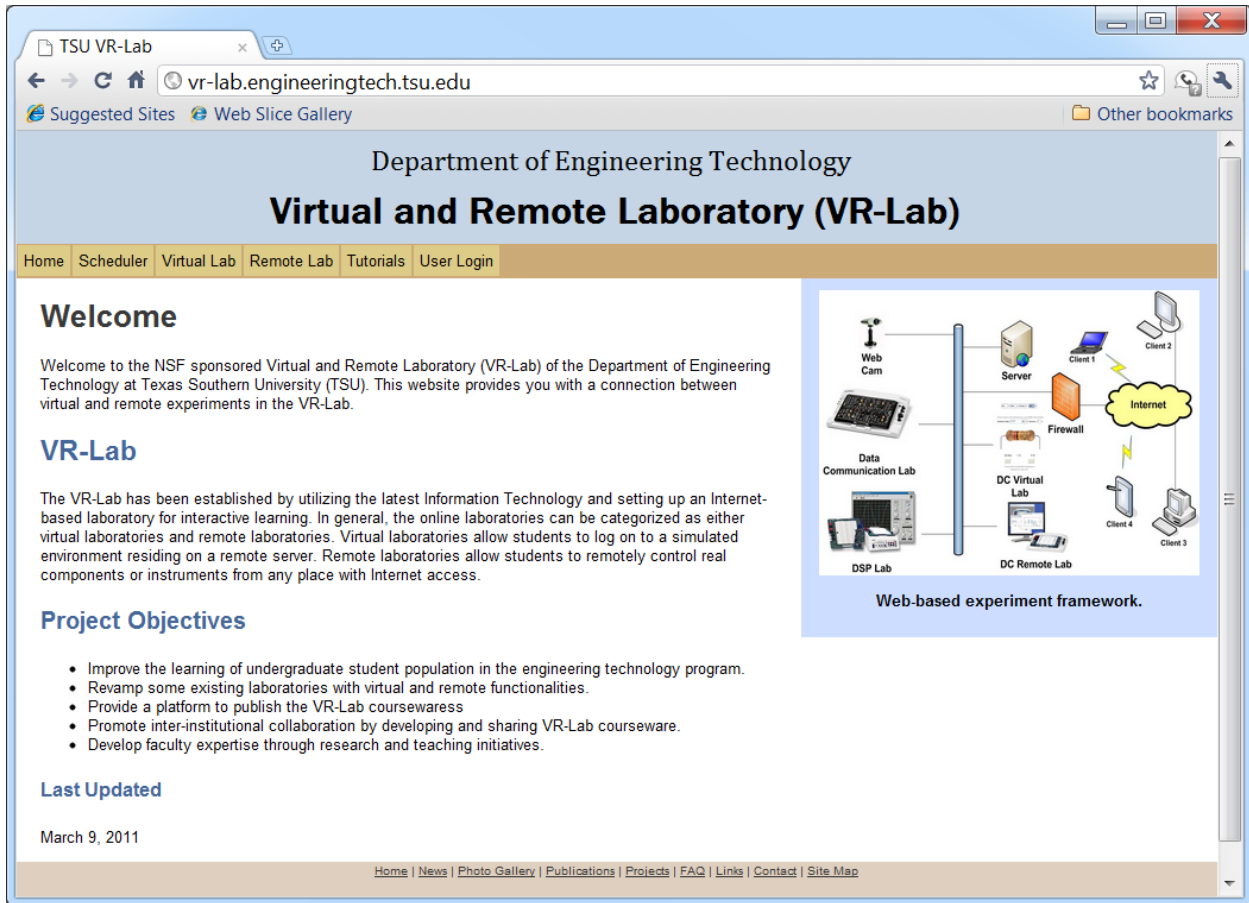 TSU VR-Lab
vr-lab.engineeringtech.tsu.edu
Suggested Sites Web Slice Gallery Other bookmarks
Department of Engineering Technology
Virtual and Remote Laboratory (VR-Lab)
Home Scheduler Virtual Lab Remote Lab Tutorials User Login
Welcome
Welcome to the NSF sponsored Virtual and Remote Laboratory (VR-Lab) of the Department of Engineering
Technology at Texas Southern University (TSU). This website provides you with a connection between
virtual and remote experiments in the VR-Lab.
VR-Lab
The VR-Lab has been established by utilizing the latest Information Technology and setting up an Internet-
based laboratory for interactive learning. In general, the online laboratories can be categorized as either
virtual laboratories and remote laboratories. Virtual laboratories allow students to log on to a simulated
environment residing on a remote server. Remote laboratories allow students to remotely control real
components or instruments from any place with Internet access.
Project Objectives
• Improve the learning of undergraduate student population in the engineering technology program.
• Revamp some existing laboratories with virtual and remote functionalities.
• Provide a platform to publish the VR-Lab coursewaress
• Promote inter-institutional collaboration by developing and sharing VR-Lab courseware.
• Develop faculty expertise through research and teaching initiatives.
Last Updated
March 9, 2011
Web
Cam
Server
Client 1
Client 2
Internet
Firewall
Data
Communication Lab
DC Virtual
Lab
Client 4
Client 3
DSP Lab
DC Remote Lab
Web-based experiment framework.
Home | News | Photo Gallery | Publications | Projects | FAQ | Links | Contact | Site Map